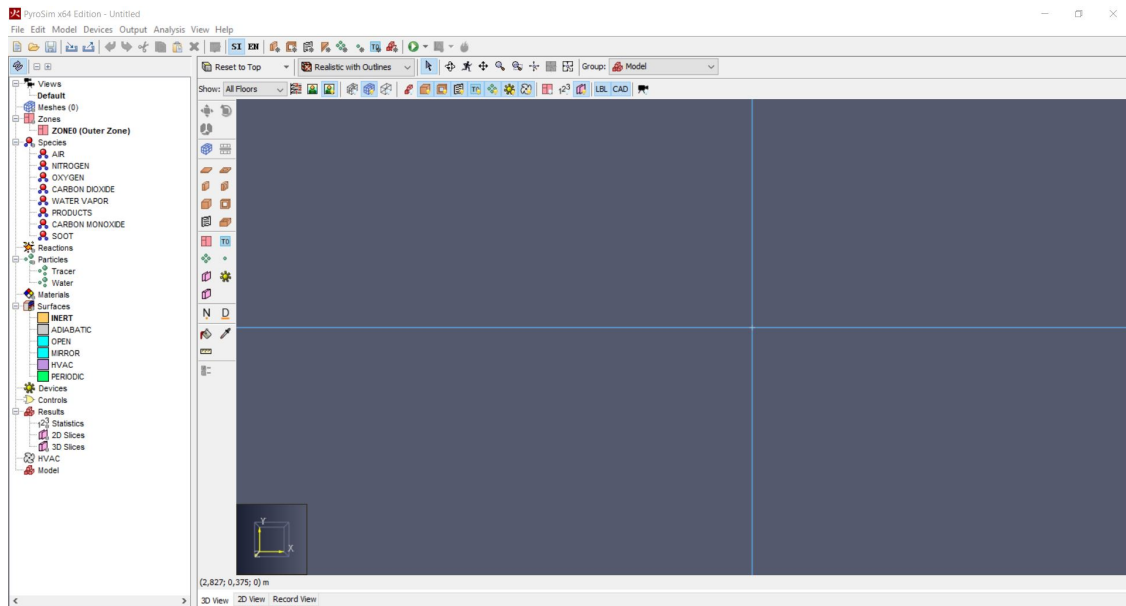 PyroSim x64 Edition - Untitled
File Edit Model Devices Output Analysis View Help
SI EN
Reset to Top Realistic with Outlines Group: Model
Show: All Floors LBL CAD
Views
Default
Meshes (0)
Zones
ZONE0 (Outer Zone)
Species
AIR
NITROGEN
OXYGEN
CARBON DIOXIDE
WATER VAPOR
PRODUCTS
CARBON MONOXIDE
SOOT
Reactions
Particles
Tracer
Water
Materials
Surfaces
INERT
ADIABATIC
OPEN
MIRROR
HVAC
PERIODIC
Devices
Controls
Results
Statistics
2D Slices
3D Slices
HVAC
Model
T0
N D
Y
X
(2,827; 0,375; 0) m
3D View 2D View Record View